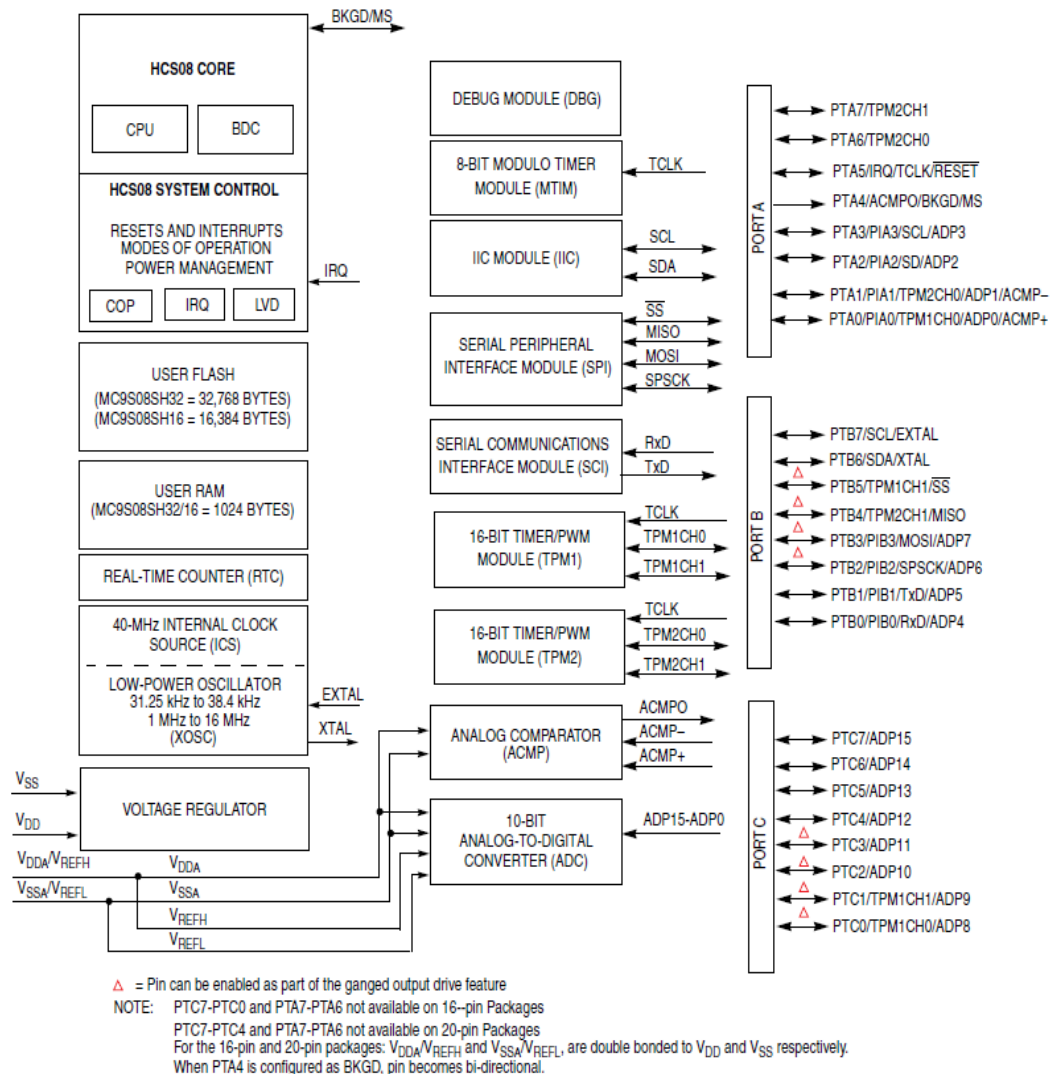 BKGD/MS
HCS08 CORE
CPU
BDC
HCS08 SYSTEM CONTROL
RESETS AND INTERRUPTS
MODES OF OPERATION
POWER MANAGEMENT
COP
IRQ
LVD
IRQ
USER FLASH
(MC9S08SH32 = 32,768 BYTES)
(MC9S08SH16 = 16,384 BYTES)
USER RAM
(MC9S08SH32/16 = 1024 BYTES)
REAL-TIME COUNTER (RTC)
40-MHz INTERNAL CLOCK
SOURCE (ICS)
LOW-POWER OSCILLATOR
31.25 kHz to 38.4 kHz
1 MHz to 16 MHz
(XOSC)
EXTAL
XTAL
VSS
VDD
VOLTAGE REGULATOR
VDDA/VREFH
VSSA/VREFL
VDDA
VSSA
VREFH
VREFL
DEBUG MODULE (DBG)
8-BIT MODULO TIMER
MODULE (MTIM)
TCLK
IIC MODULE (IIC)
SCL
SDA
SERIAL PERIPHERAL
INTERFACE MODULE (SPI)
SS
MISO
MOSI
SPSCK
SERIAL COMMUNICATIONS
INTERFACE MODULE (SCI)
RxD
TxD
16-BIT TIMER/PWM
MODULE (TPM1)
TCLK
TPM1CH0
TPM1CH1
16-BIT TIMER/PWM
MODULE (TPM2)
TCLK
TPM2CH0
TPM2CH1
ANALOG COMPARATOR
(ACMP)
ACMPO
ACMP–
ACMP+
10-BIT
ANALOG-TO-DIGITAL
CONVERTER (ADC)
ADP15-ADP0
PORT A
PTA7/TPM2CH1
PTA6/TPM2CH0
PTA5/IRQ/TCLK/RESET
PTA4/ACMPO/BKGD/MS
PTA3/PIA3/SCL/ADP3
PTA2/PIA2/SD/ADP2
PTA1/PIA1/TPM2CH0/ADP1/ACMP–
PTA0/PIA0/TPM1CH0/ADP0/ACMP+
PORT B
PTB7/SCL/EXTAL
PTB6/SDA/XTAL
PTB5/TPM1CH1/SS
PTB4/TPM2CH1/MISO
PTB3/PIB3/MOSI/ADP7
PTB2/PIB2/SPSCK/ADP6
PTB1/PIB1/TxD/ADP5
PTB0/PIB0/RxD/ADP4
PORT C
PTC7/ADP15
PTC6/ADP14
PTC5/ADP13
PTC4/ADP12
PTC3/ADP11
PTC2/ADP10
PTC1/TPM1CH1/ADP9
PTC0/TPM1CH0/ADP8
Δ = Pin can be enabled as part of the ganged output drive feature
NOTE: PTC7-PTC0 and PTA7-PTA6 not available on 16--pin Packages
PTC7-PTC4 and PTA7-PTA6 not available on 20-pin Packages
For the 16-pin and 20-pin packages: VDDA/VREFH and VSSA/VREFL, are double bonded to VDD and VSS respectively.
When PTA4 is configured as BKGD, pin becomes bi-directional.